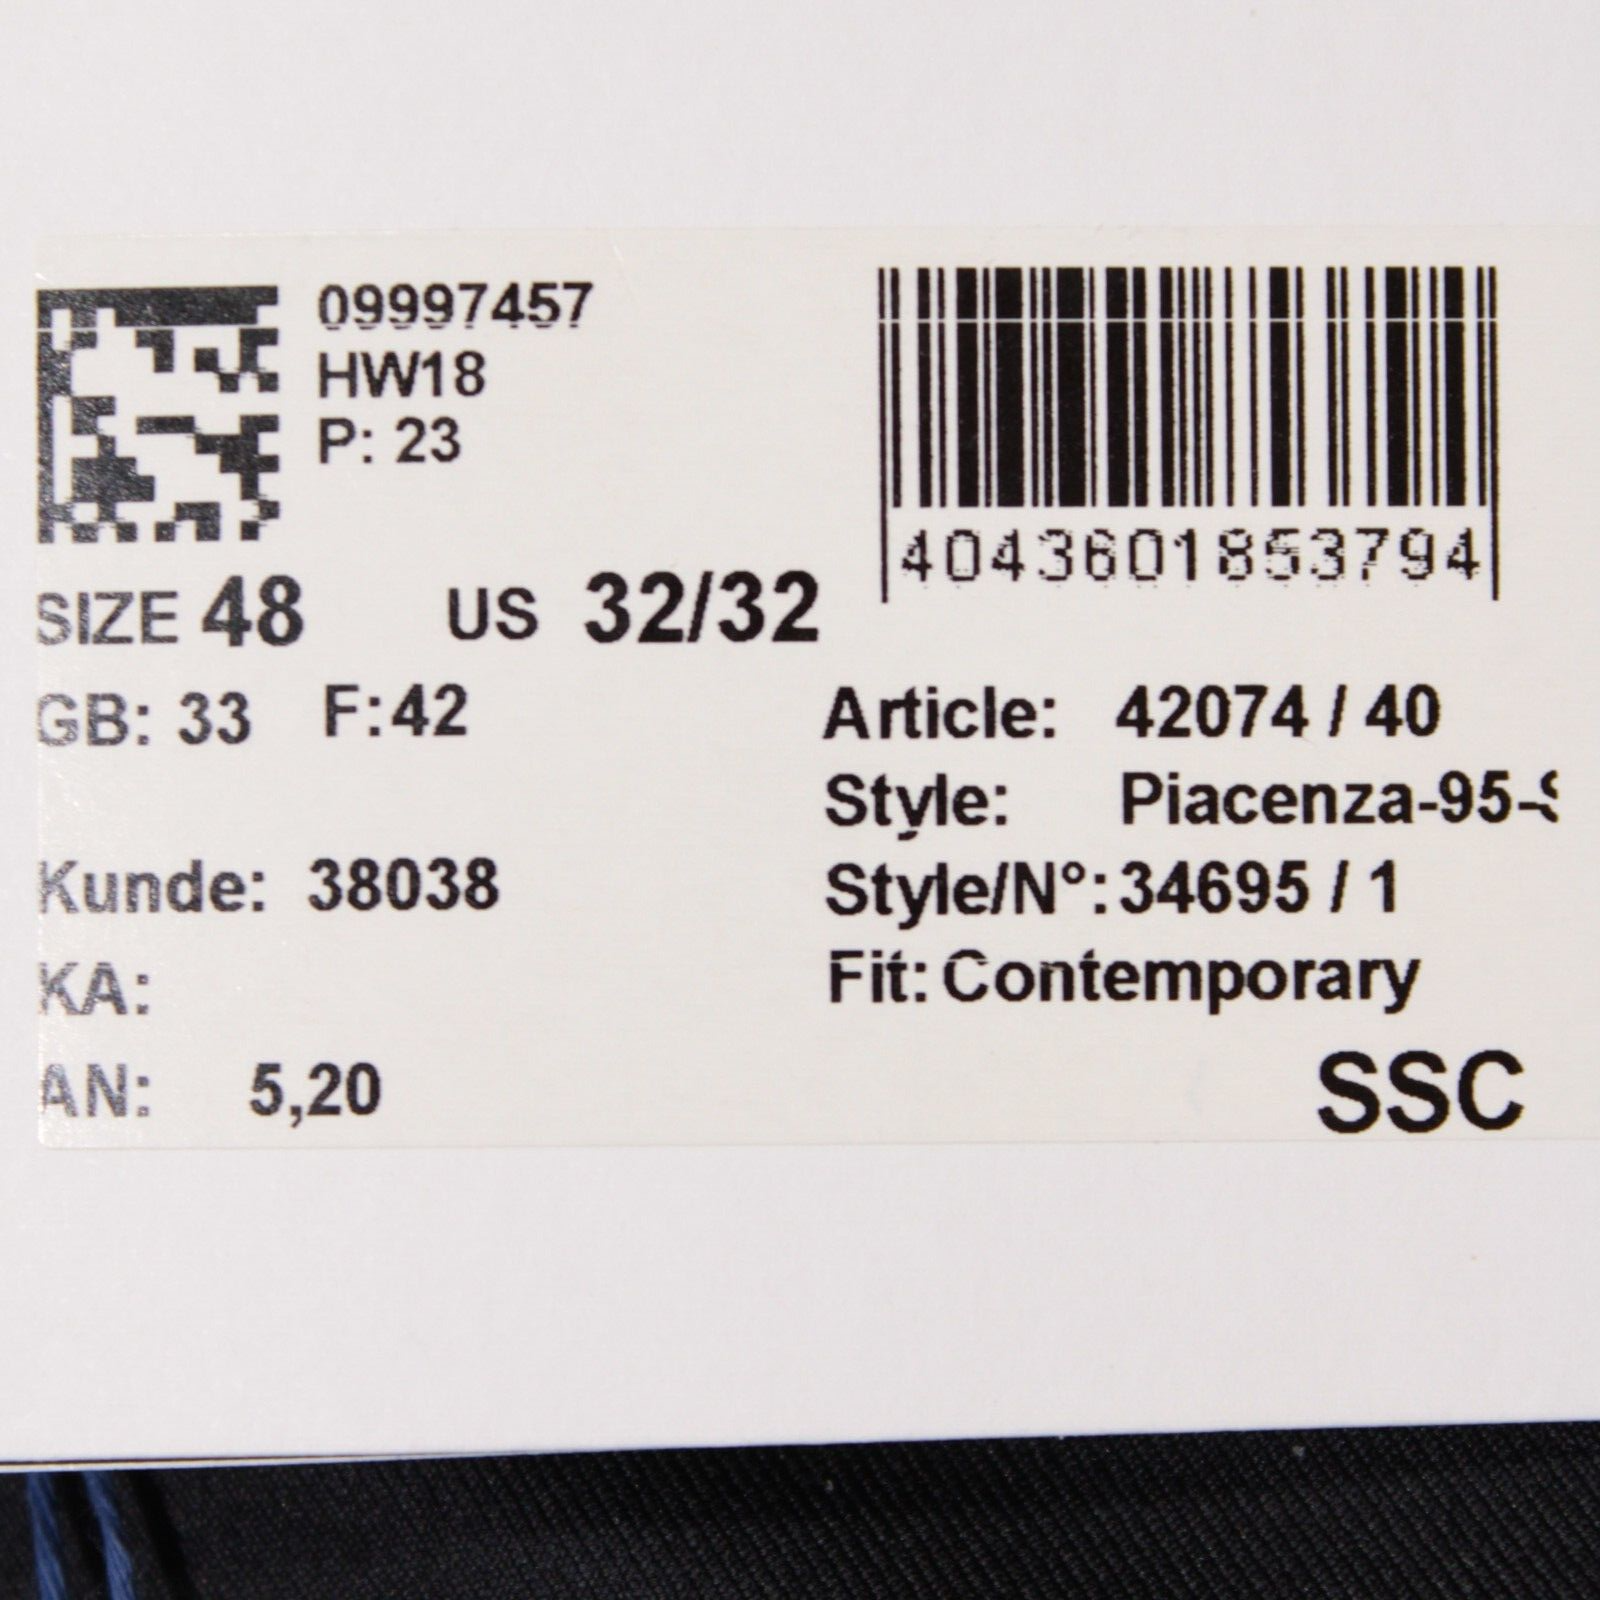 09997457
HW18
P: 23
4043601853794
SIZE 48 US 32/32
GB: 33 F:42
Article: 42074 / 40
Style: Piacenza-95-S
Kunde: 38038
Style/N°: 34695 / 1
KA:
Fit: Contemporary
AN: 5,20
SSC